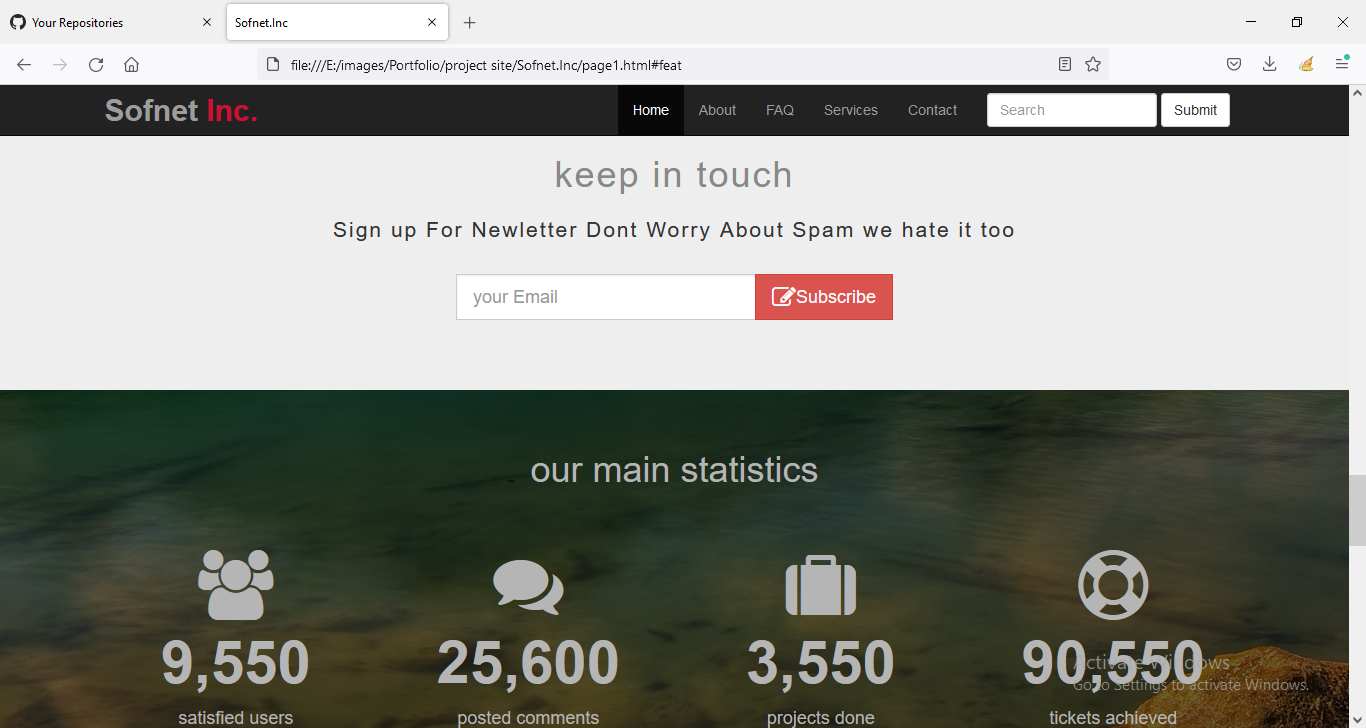 Your Repositories
Sofnet.Inc
file:///E:/images/Portfolio/project site/Sofnet.Inc/page1.html#feat
Sofnet Inc. Home About FAQ Services Contact Search Submit
keep in touch
Sign up For Newletter Dont Worry About Spam we hate it too
your Email Subscribe
our main statistics
9,550 25,600 3,550 90,550
Activate Windows
Go to Settings to activate Windows.
satisfied users posted comments projects done tickets achieved